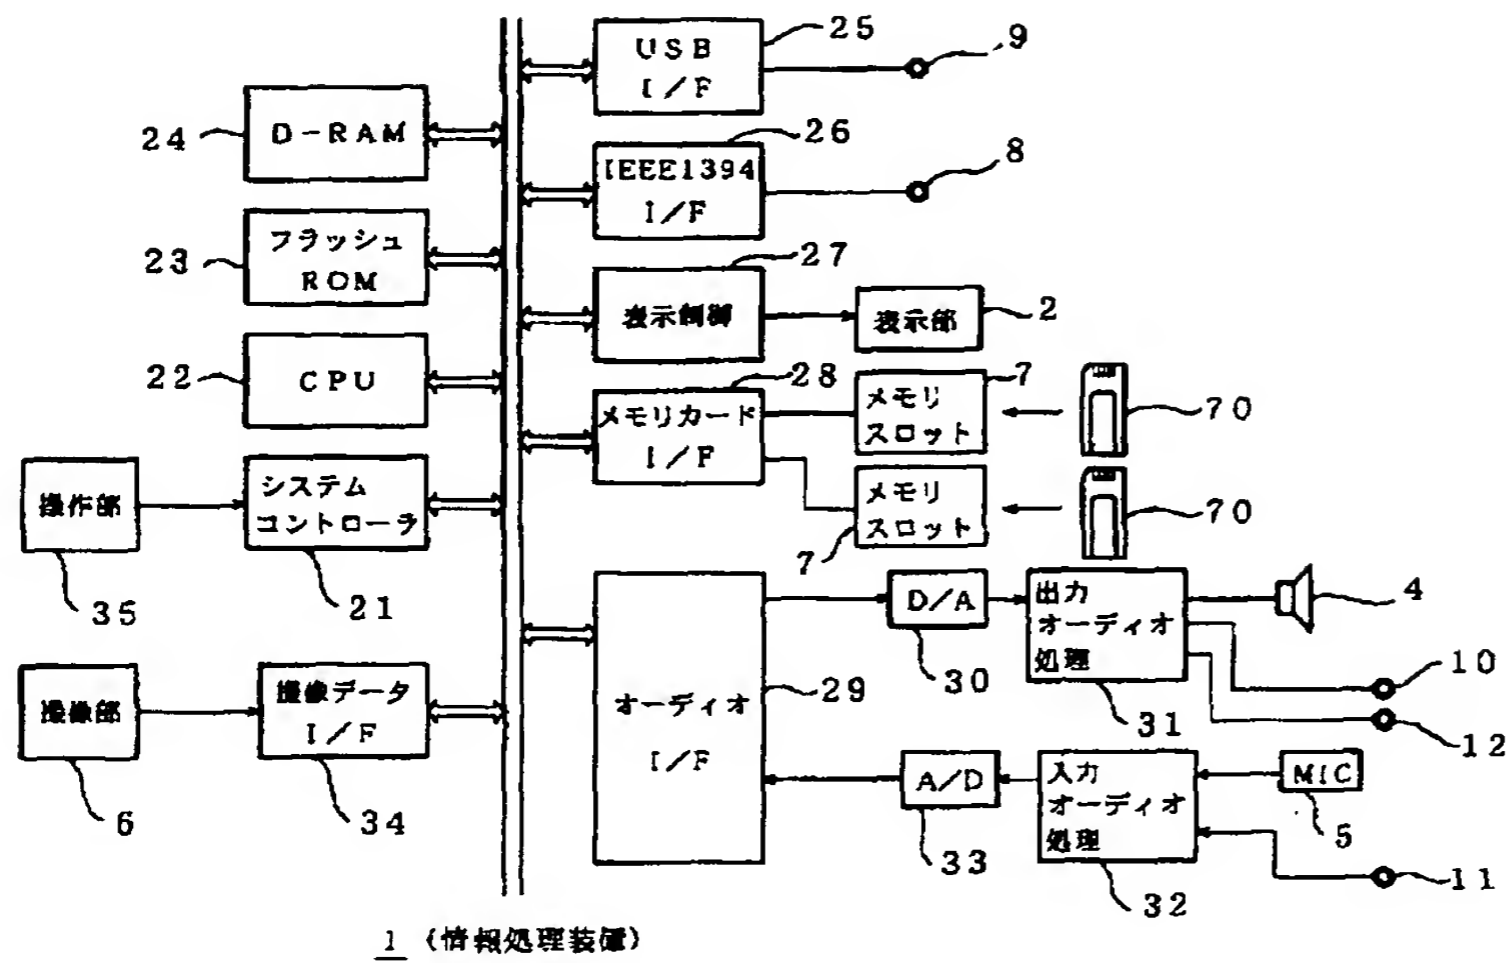 25
USB
I/F
9
24
D-RAM
26
IEEE1394
I/F
8
23
フラッシュ
ROM
27
表示制御
表示部
2
22
CPU
28
メモリカード
I/F
7
メモリ
スロット
70
操作部
35
システム
コントローラ
21
メモリ
スロット
7
70
撮像部
6
撮像データ
I/F
34
オーディオ
I/F
29
D/A
30
出力
オーディオ
処理
31
4
10
12
A/D
33
入力
オーディオ
処理
32
MIC
5
11
1 (情報処理装置)